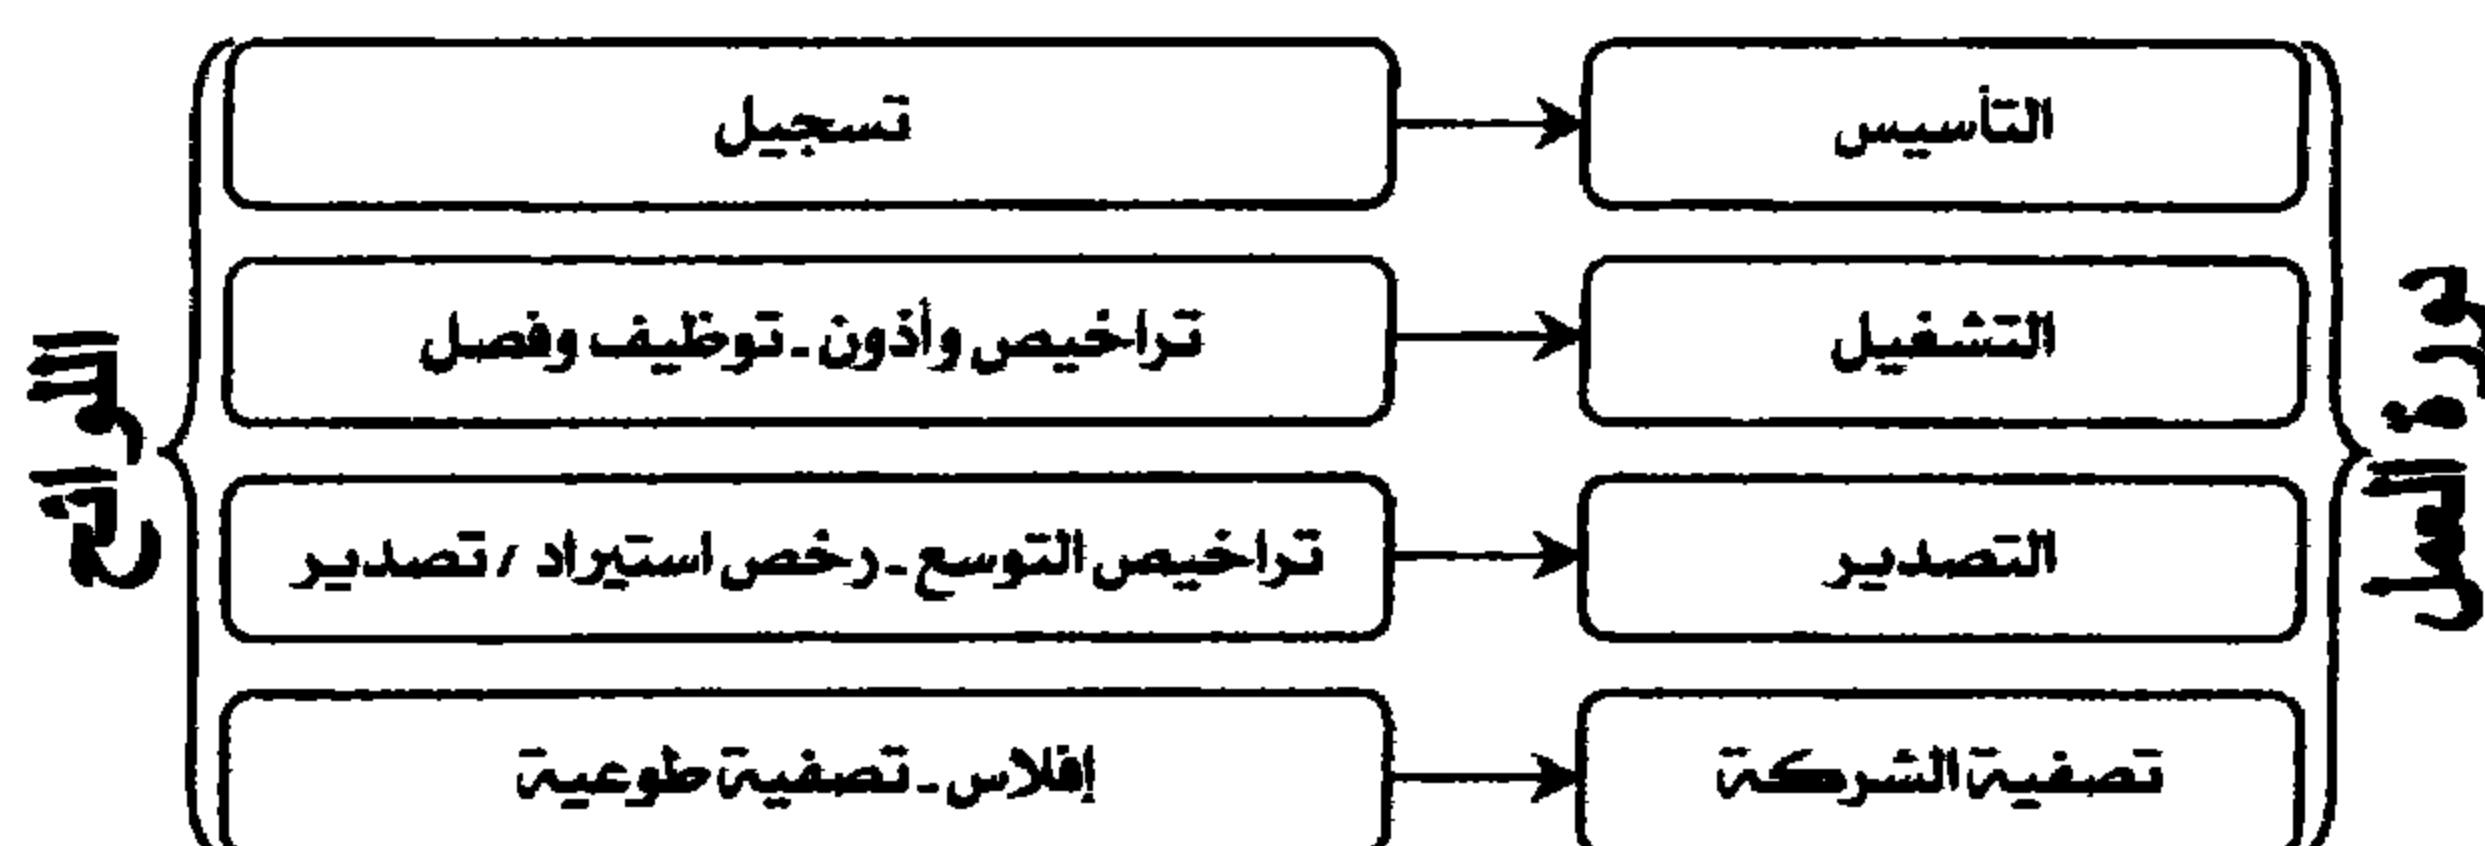 دورة العمل
التأسيس
تسجيل
التشغيل
تراخيص وأذون - توظيف وفصل
التصدير
تراخيص التوسع - رخص استيراد / تصدير
تصفية الشركة
إفلاس - تصفية طوعية
اللوائح